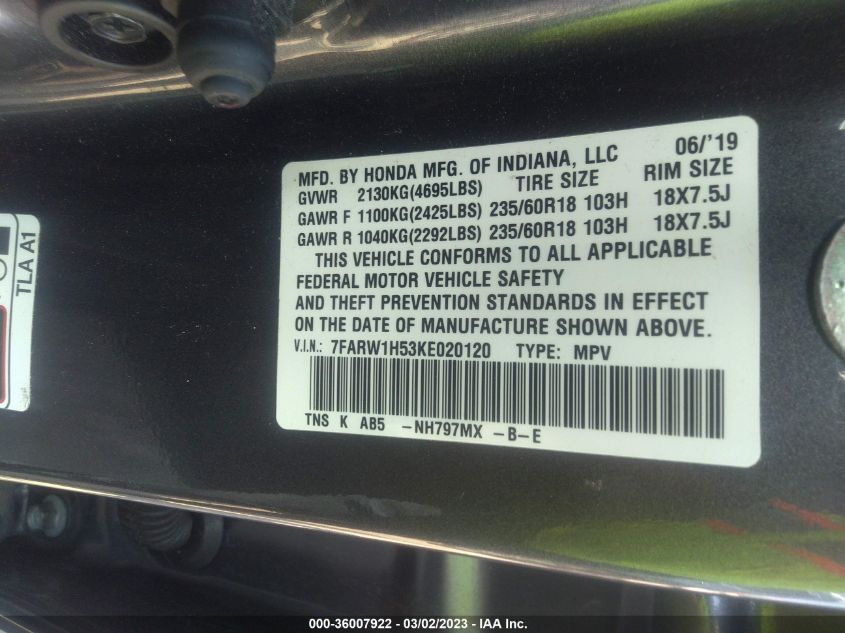 06/'19
MFD. BY HONDA MFG. OF INDIANA, LLC
GVWR 2130KG(4695LBS) TIRE SIZE RIM SIZE
GAWR F 1100KG(2425LBS) 235/60R18 103H 18X7.5J
GAWR R 1040KG(2292LBS) 235/60R18 103H 18X7.5J
THIS VEHICLE CONFORMS TO ALL APPLICABLE
FEDERAL MOTOR VEHICLE SAFETY
AND THEFT PREVENTION STANDARDS IN EFFECT
ON THE DATE OF MANUFACTURE SHOWN ABOVE.
V.I.N.: 7FARW1H53KE020120 TYPE: MPV
TNS K AB5 -NH797MX -B-E
TLA A1
000-36007922 / 03/02/2023 - IAA Inc.